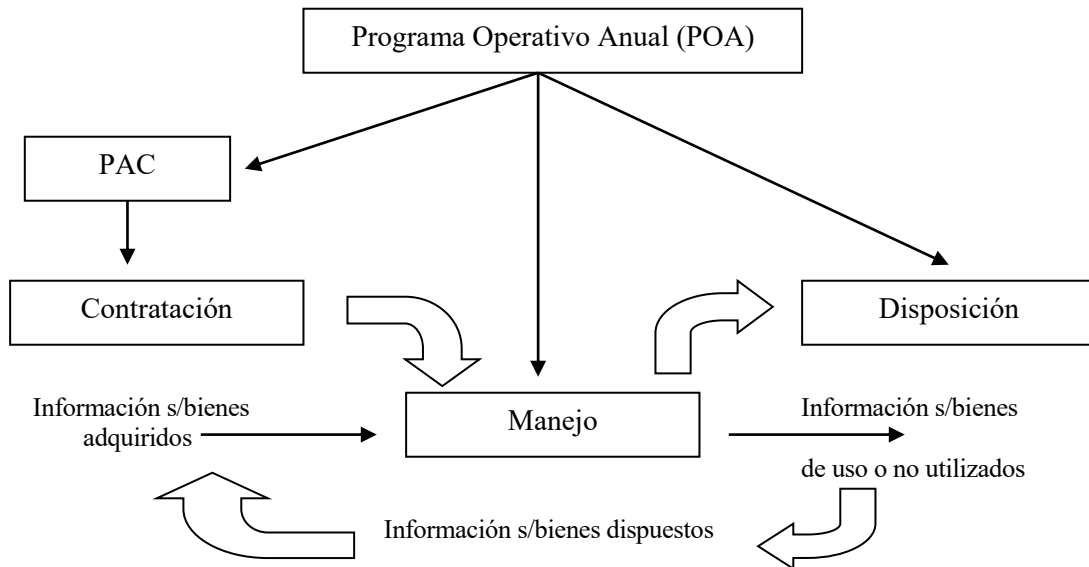 Programa Operativo Anual (POA)
PAC
Contratación
Disposición
Información s/bienes
adquiridos
Manejo
Información s/bienes
de uso o no utilizados
Información s/bienes dispuestos